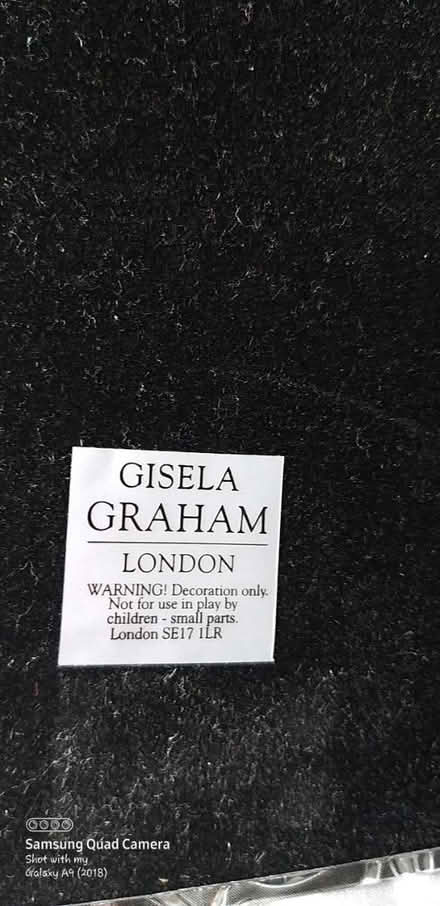 GISELA
GRAHAM
LONDON
WARNING! Decoration only.
Not for use in play by
children - small parts.
London SE17 1LR
Samsung Quad Camera
Shot with my
Galaxy A9 (2018)